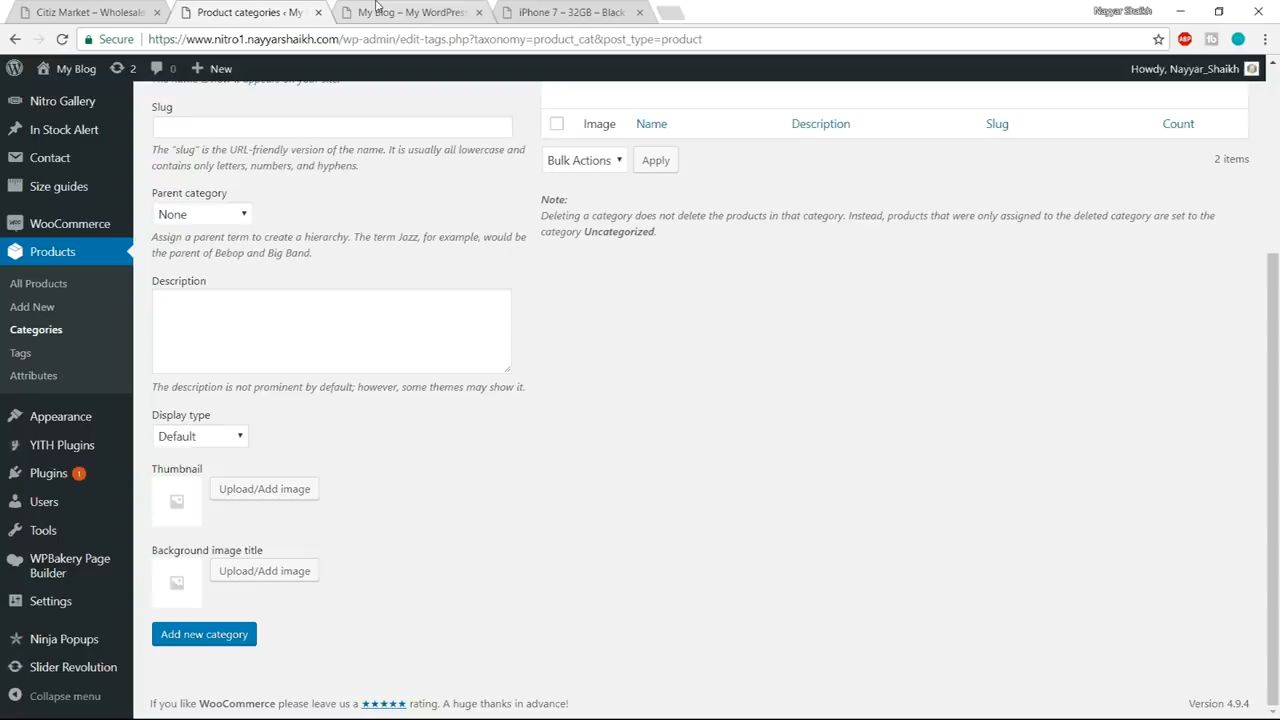 Citiz Market – Wholesale
Product categories ‹ My
My Blog – My WordPress
iPhone 7 – 32GB – Black
Nayyar Shaikh
Secure
https://www.nitro1.nayyarshaikh.com/wp-admin/edit-tags.php?taxonomy=product_cat&post_type=product
ABP
My Blog
2
0
New
Howdy, Nayyar_Shaikh
Nitro Gallery
In Stock Alert
Contact
Size guides
WooCommerce
Products
All Products
Add New
Categories
Tags
Attributes
Appearance
YITH Plugins
Plugins 1
Users
Tools
WPBakery Page
Builder
Settings
Ninja Popups
Slider Revolution
Collapse menu
The name is how it appears on your site.
Slug
The "slug" is the URL-friendly version of the name. It is usually all lowercase and
contains only letters, numbers, and hyphens.
Parent category
None
Assign a parent term to create a hierarchy. The term Jazz, for example, would be
the parent of Bebop and Big Band.
Description
The description is not prominent by default; however, some themes may show it.
Display type
Default
Thumbnail
Upload/Add image
Background image title
Upload/Add image
Add new category
Image Name Description Slug Count
Bulk Actions Apply
2 items
Note:
Deleting a category does not delete the products in that category. Instead, products that were only assigned to the deleted category are set to the
category Uncategorized.
If you like WooCommerce please leave us a ★★★★★ rating. A huge thanks in advance!
Version 4.9.4